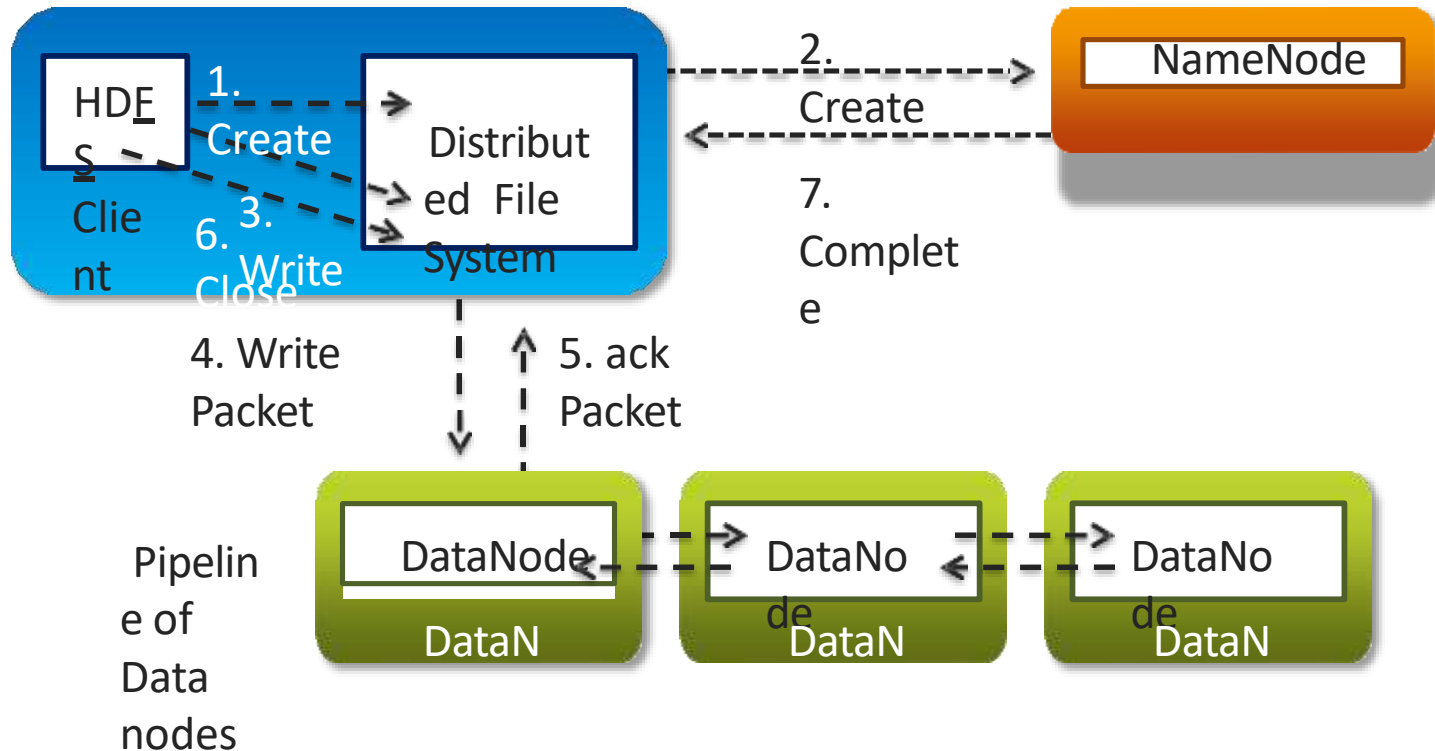 HDF
S
Clie
nt
1.
Create
3.
Write
6.
Close
Distribut
ed File
System
2.
Create
NameNode
7.
Complet
e
4. Write
Packet
5. ack
Packet
Pipelin
e of
Data
nodes
DataNode
DataN
DataNo
de
DataN
DataNo
de
DataN